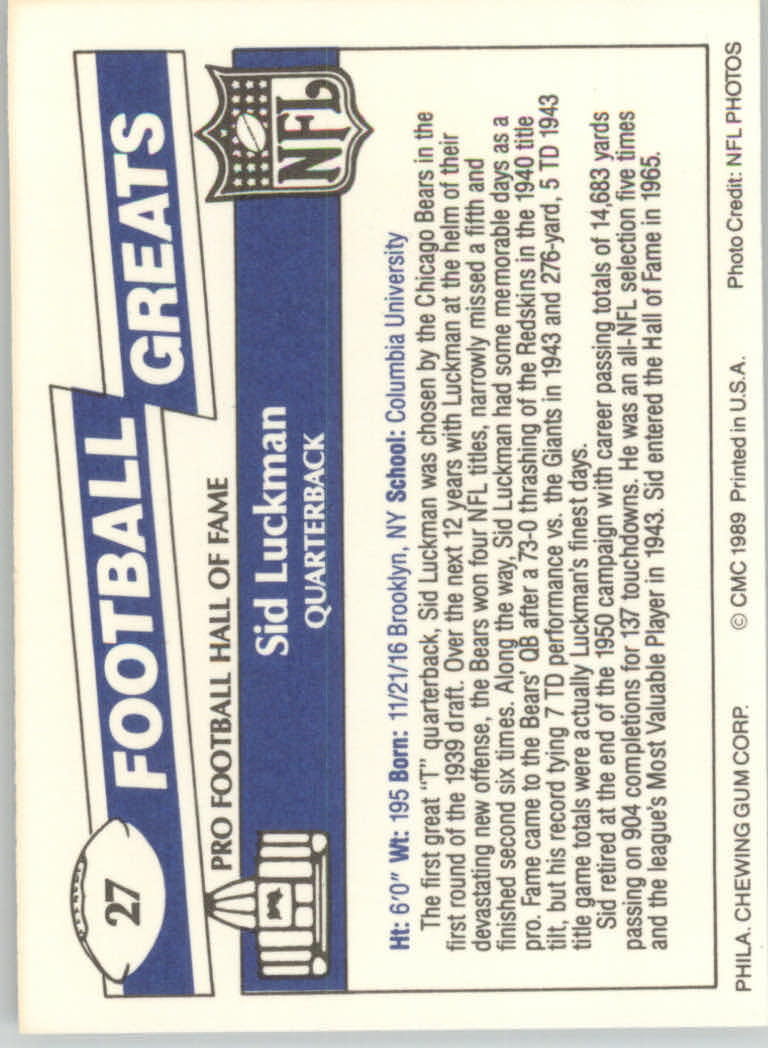 27
FOOTBALL
GREATS
PRO FOOTBALL HALL OF FAME
NFL
Sid Luckman
QUARTERBACK
Ht: 6'0" Wt: 195 Born: 11/21/16 Brooklyn, NY School: Columbia University
The first great "T" quarterback, Sid Luckman was chosen by the Chicago Bears in the
first round of the 1939 draft. Over the next 12 years with Luckman at the helm of their
devastating new offense, the Bears won four NFL titles, narrowly missed a fifth and
finished second six times. Along the way, Sid Luckman had some memorable days as a
pro. Fame came to the Bears' QB after a 73-0 thrashing of the Redskins in the 1940 title
tilt, but his record tying 7 TD performance vs. the Giants in 1943 and 276-yard, 5 TD 1943
title game totals were actually Luckman's finest days.
Sid retired at the end of the 1950 campaign with career passing totals of 14,683 yards
passing on 904 completions for 137 touchdowns. He was an all-NFL selection five times
and the league's Most Valuable Player in 1943. Sid entered the Hall of Fame in 1965.
PHILA. CHEWING GUM CORP. © CMC 1989 Printed in U.S.A. Photo Credit: NFL PHOTOS